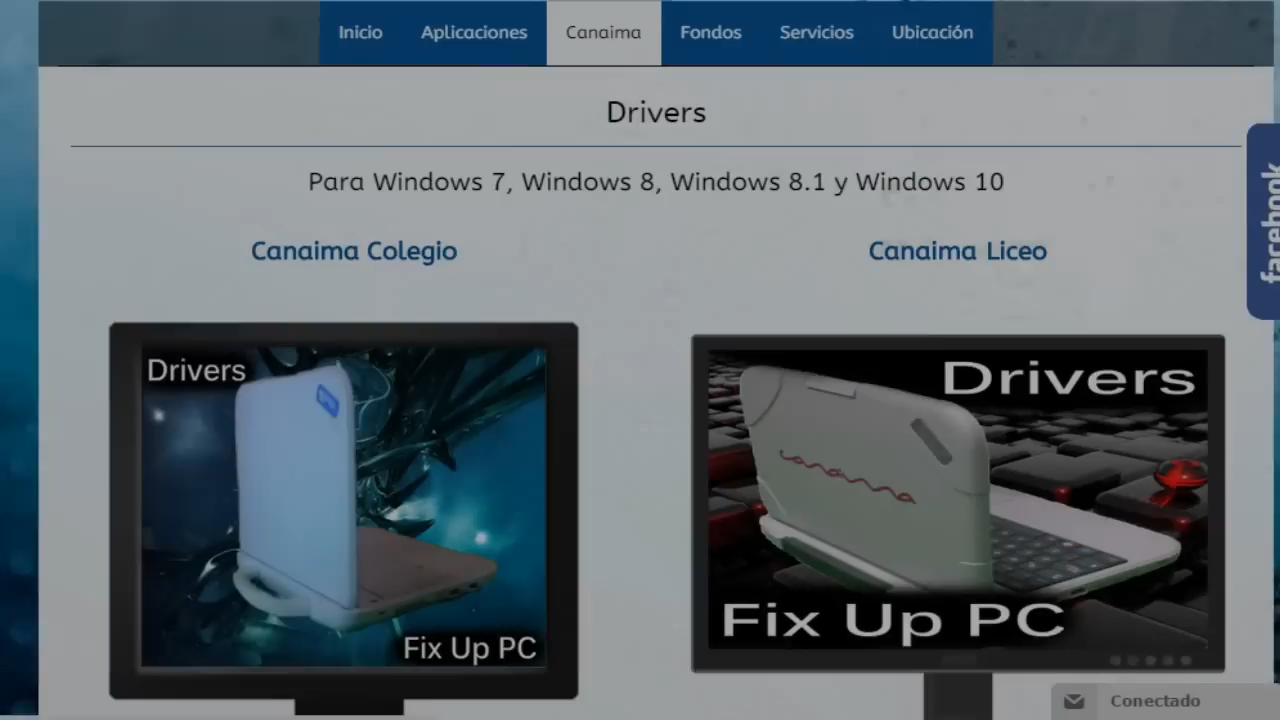 Inicio Aplicaciones Canaima Fondos Servicios Ubicación
Drivers
Para Windows 7, Windows 8, Windows 8.1 y Windows 10
Canaima Colegio
Canaima Liceo
facebook
Drivers
Fix Up PC
Drivers
canaima
Fix Up PC
Conectado